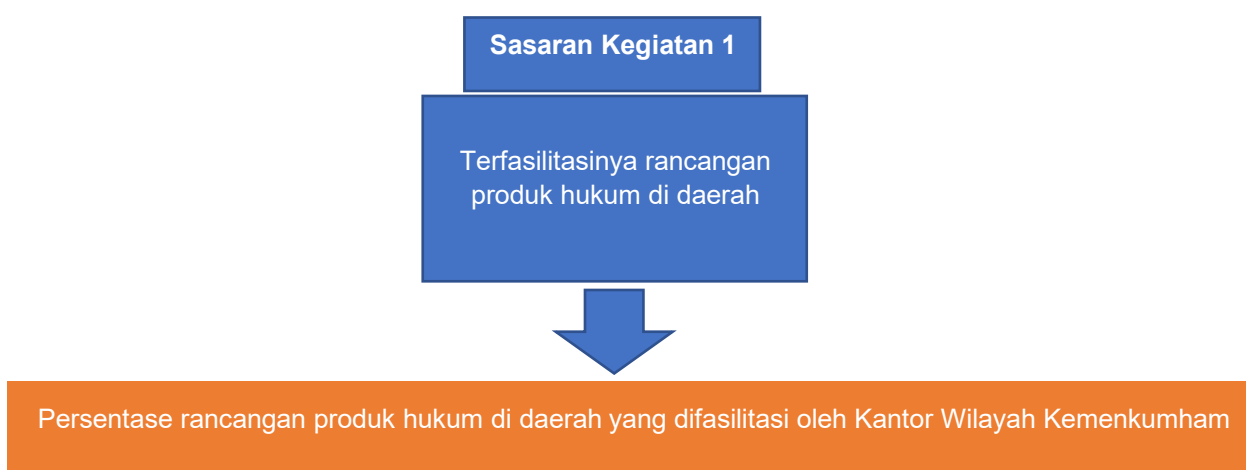 Sasaran Kegiatan 1
Terfasilitasinya rancangan
produk hukum di daerah
Persentase rancangan produk hukum di daerah yang difasilitasi oleh Kantor Wilayah Kemenkumham